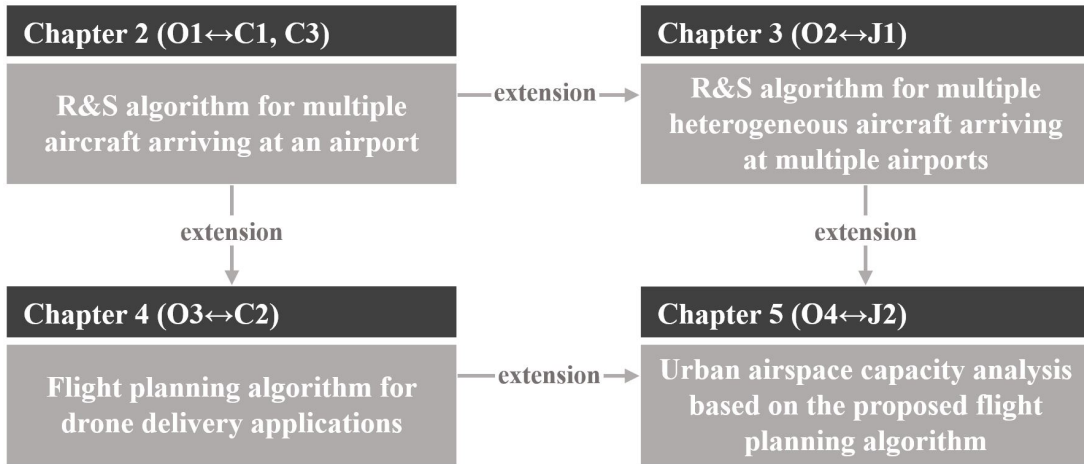 Chapter 2 (O1↔C1, C3)
R&S algorithm for multiple
aircraft arriving at an airport
extension
Chapter 3 (O2↔J1)
R&S algorithm for multiple
heterogeneous aircraft arriving
at multiple airports
extension
extension
Chapter 4 (O3↔C2)
Flight planning algorithm for
drone delivery applications
extension
Chapter 5 (O4↔J2)
Urban airspace capacity analysis
based on the proposed flight
planning algorithm